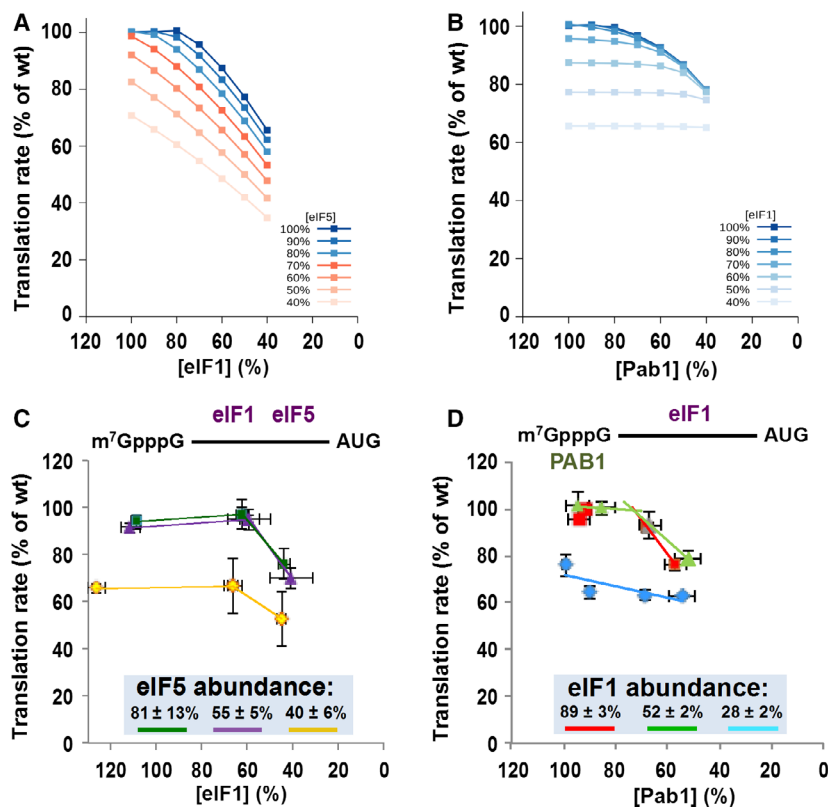 A
Translation rate (% of wt)
120
100
80
60
40
20
0
[eIF5]
100%
90%
80%
70%
60%
50%
40%
120 100 80 60 40 20 0
[eIF1] (%)
B
Translation rate (% of wt)
120
100
80
60
40
20
0
[eIF1]
100%
90%
80%
70%
60%
50%
40%
120 100 80 60 40 20 0
[Pab1] (%)
C
eIF1 eIF5
m⁷GpppG AUG
Translation rate (% of wt)
120
100
80
60
40
20
0
eIF5 abundance:
81 ± 13% 55 ± 5% 40 ± 6%
120 100 80 60 40 20 0
[eIF1] (%)
D
eIF1
m⁷GpppG AUG
PAB1
Translation rate (% of wt)
120
100
80
60
40
20
0
eIF1 abundance:
89 ± 3% 52 ± 2% 28 ± 2%
120 100 80 60 40 20 0
[Pab1] (%)